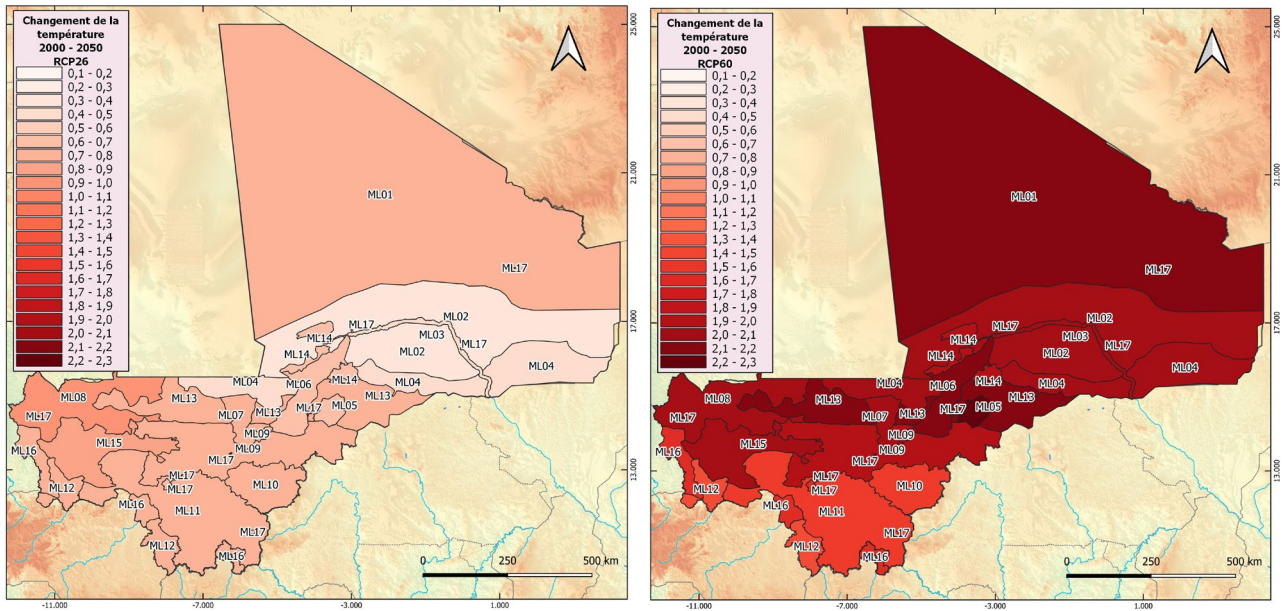 Changement de la
température
2000 - 2050
RCP26
0,1 - 0,2
0,2 - 0,3
0,3 - 0,4
0,4 - 0,5
0,5 - 0,6
0,6 - 0,7
0,7 - 0,8
0,8 - 0,9
0,9 - 1,0
1,0 - 1,1
1,1 - 1,2
1,2 - 1,3
1,3 - 1,4
1,4 - 1,5
1,5 - 1,6
1,6 - 1,7
1,7 - 1,8
1,8 - 1,9
1,9 - 2,0
2,0 - 2,1
2,1 - 2,2
2,2 - 2,3
ML01
ML17
ML02
ML17
ML03
ML14
ML17
ML14
ML02
ML04
ML04
ML06
ML14
ML04
ML08
ML13
ML13
ML17
ML07
ML13
ML17
ML05
ML09
ML15
ML09
ML16
ML17
ML17
ML12
ML17
ML10
ML16
ML11
ML17
ML12
ML16
0 250 500 km
25.000
21.000
17.000
13.000
-11.000 -7.000 -3.000 1.000
Changement de la
température
2000 - 2050
RCP60
0,1 - 0,2
0,2 - 0,3
0,3 - 0,4
0,4 - 0,5
0,5 - 0,6
0,6 - 0,7
0,7 - 0,8
0,8 - 0,9
0,9 - 1,0
1,0 - 1,1
1,1 - 1,2
1,2 - 1,3
1,3 - 1,4
1,4 - 1,5
1,5 - 1,6
1,6 - 1,7
1,7 - 1,8
1,8 - 1,9
1,9 - 2,0
2,0 - 2,1
2,1 - 2,2
2,2 - 2,3
ML01
ML17
ML02
ML17
ML03
ML14
ML17
ML14
ML02
ML04
ML04
ML06
ML14
ML04
ML08
ML13
ML13
ML17
ML07
ML13
ML17
ML05
ML09
ML15
ML09
ML16
ML17
ML17
ML12
ML17
ML10
ML16
ML11
ML17
ML12
ML16
0 250 500 km
25.000
21.000
17.000
13.000
-11.000 -7.000 -3.000 1.000